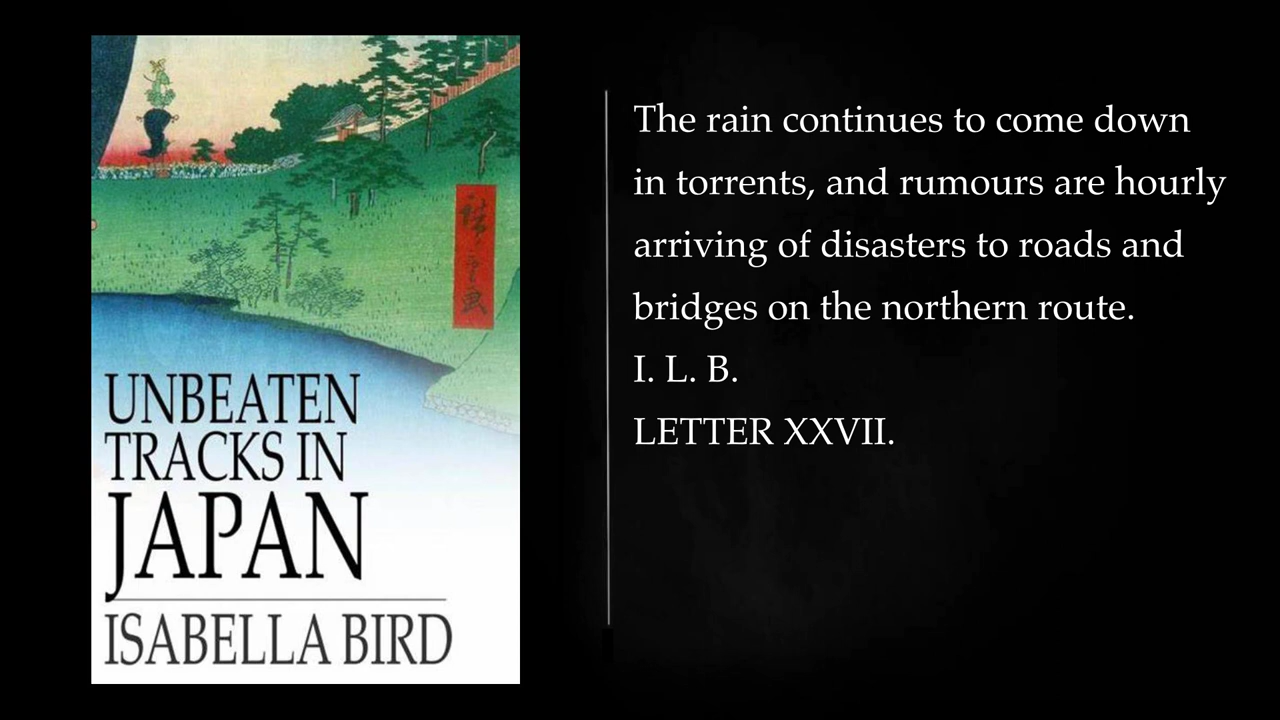 UNBEATEN
TRACKS IN
JAPAN
ISABELLA BIRD
The rain continues to come down
in torrents, and rumours are hourly
arriving of disasters to roads and
bridges on the northern route.
I. L. B.
LETTER XXVII.